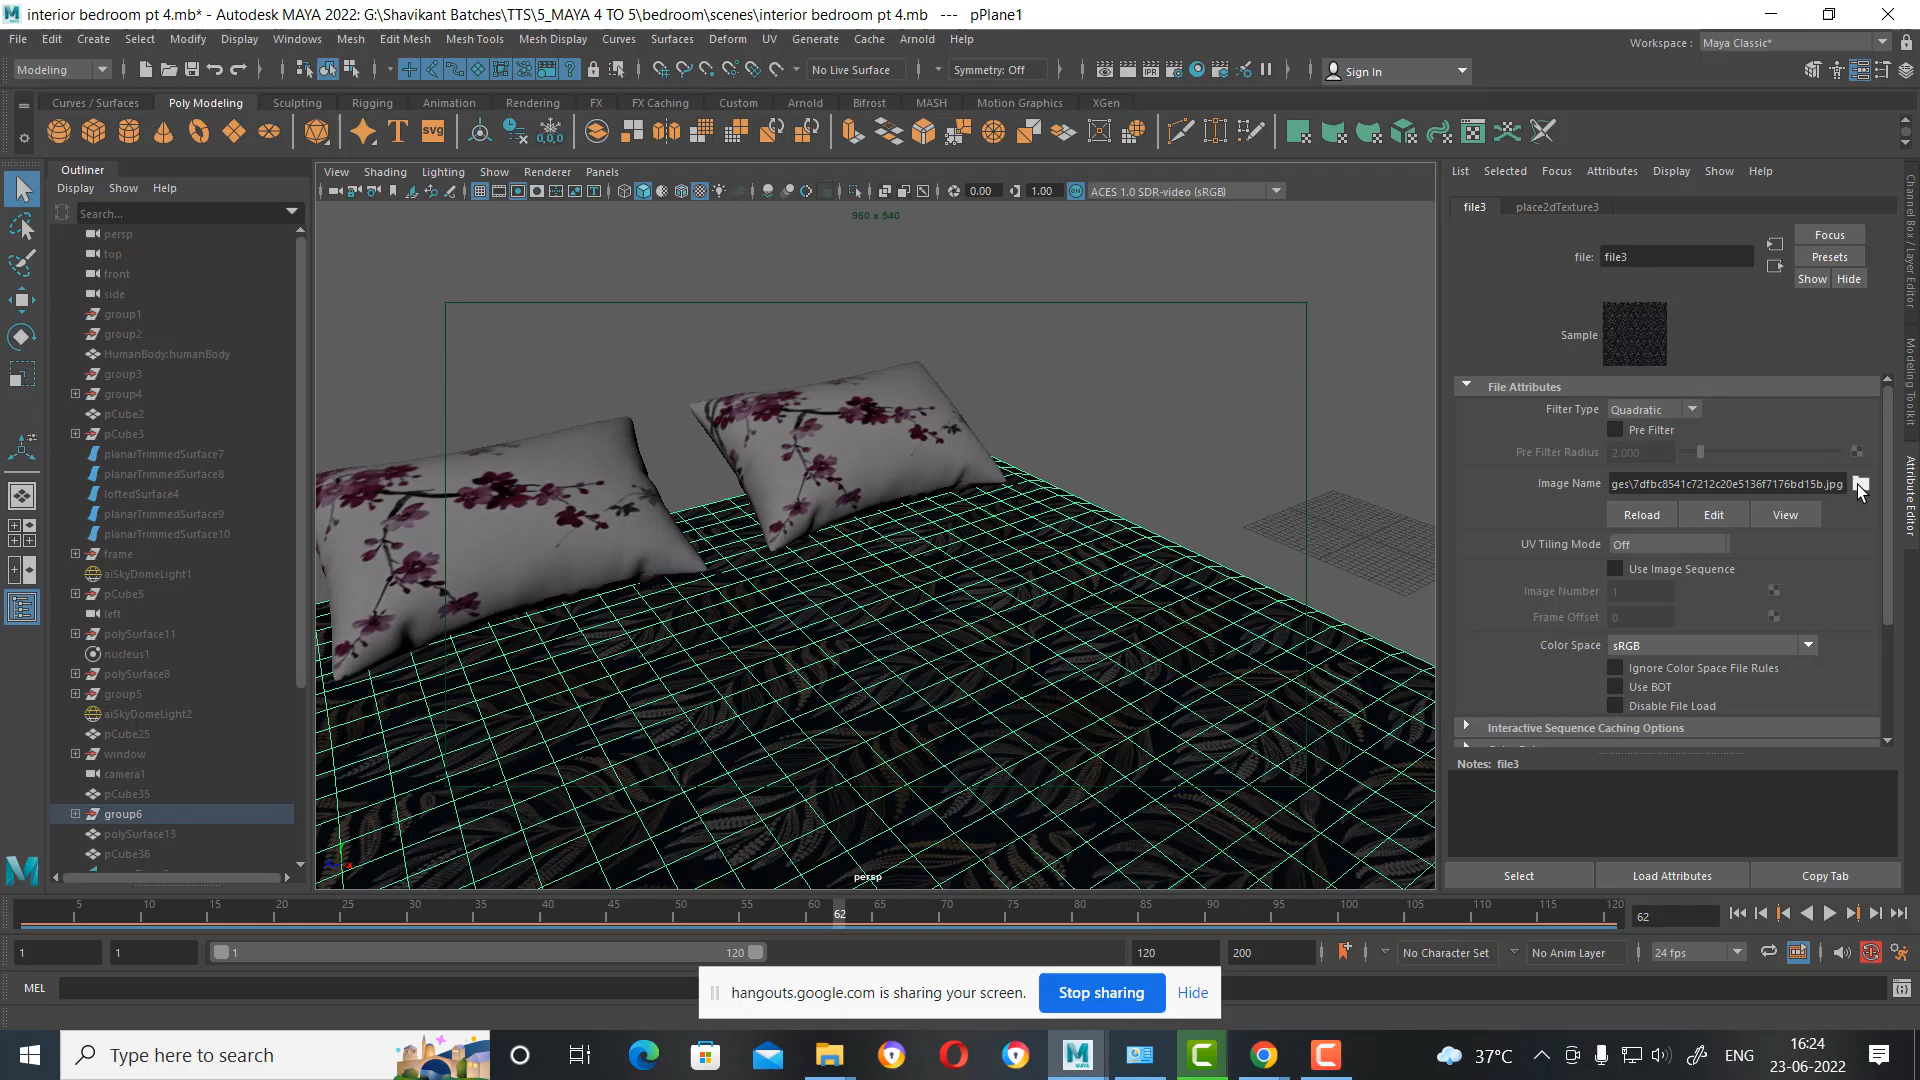 interior bedroom pt 4.mb* - Autodesk MAYA 2022: G:\Shavikant Batches\TTS\5_MAYA 4 TO 5\bedroom\scenes\interior bedroom pt 4.mb --- pPlane1
File Edit Create Select Modify Display Windows Mesh Edit Mesh Mesh Tools Mesh Display Curves Surfaces Deform UV Generate Cache Arnold Help
Workspace : Maya Classic*
Modeling No Live Surface Symmetry: Off Sign In
Curves / Surfaces Poly Modeling Sculpting Rigging Animation Rendering FX FX Caching Custom Arnold Bifrost MASH Motion Graphics XGen
svg 0,0,0
Outliner
Display Show Help
Search...
persp
top
front
side
group1
group2
HumanBody:humanBody
group3
group4
pCube2
pCube3
planarTrimmedSurface7
planarTrimmedSurface8
loftedSurface4
planarTrimmedSurface9
planarTrimmedSurface10
frame
aiSkyDomeLight1
pCube5
left
polySurface11
nucleus1
polySurface8
group5
aiSkyDomeLight2
pCube25
window
camera1
pCube35
group6
polySurface13
pCube36
View Shading Lighting Show Renderer Panels
0.00 1.00 ON ACES 1.0 SDR-video (sRGB)
960 x 540
persp
List Selected Focus Attributes Display Show Help
file3 place2dTexture3
Focus
file: file3
Presets
Show Hide
Sample
File Attributes
Filter Type Quadratic
Pre Filter
Pre Filter Radius 2.000
Image Name ges\7dfbc8541c7212c20e5136f7176bd15b.jpg
Reload Edit View
UV Tiling Mode Off
Use Image Sequence
Image Number 1
Frame Offset 0
Color Space sRGB
Ignore Color Space File Rules
Use BOT
Disable File Load
Interactive Sequence Caching Options
Notes: file3
Select Load Attributes Copy Tab
Channel Box / Layer Editor
Modeling Toolkit
Attribute Editor
5 10 15 20 25 30 35 40 45 50 55 60 62 65 70 75 80 85 90 95 100 105 110 115 120
62
1 1 1 120 120 200 No Character Set No Anim Layer 24 fps
MEL
hangouts.google.com is sharing your screen. Stop sharing Hide
Type here to search
MAYA
37°C ENG
16:24
23-06-2022